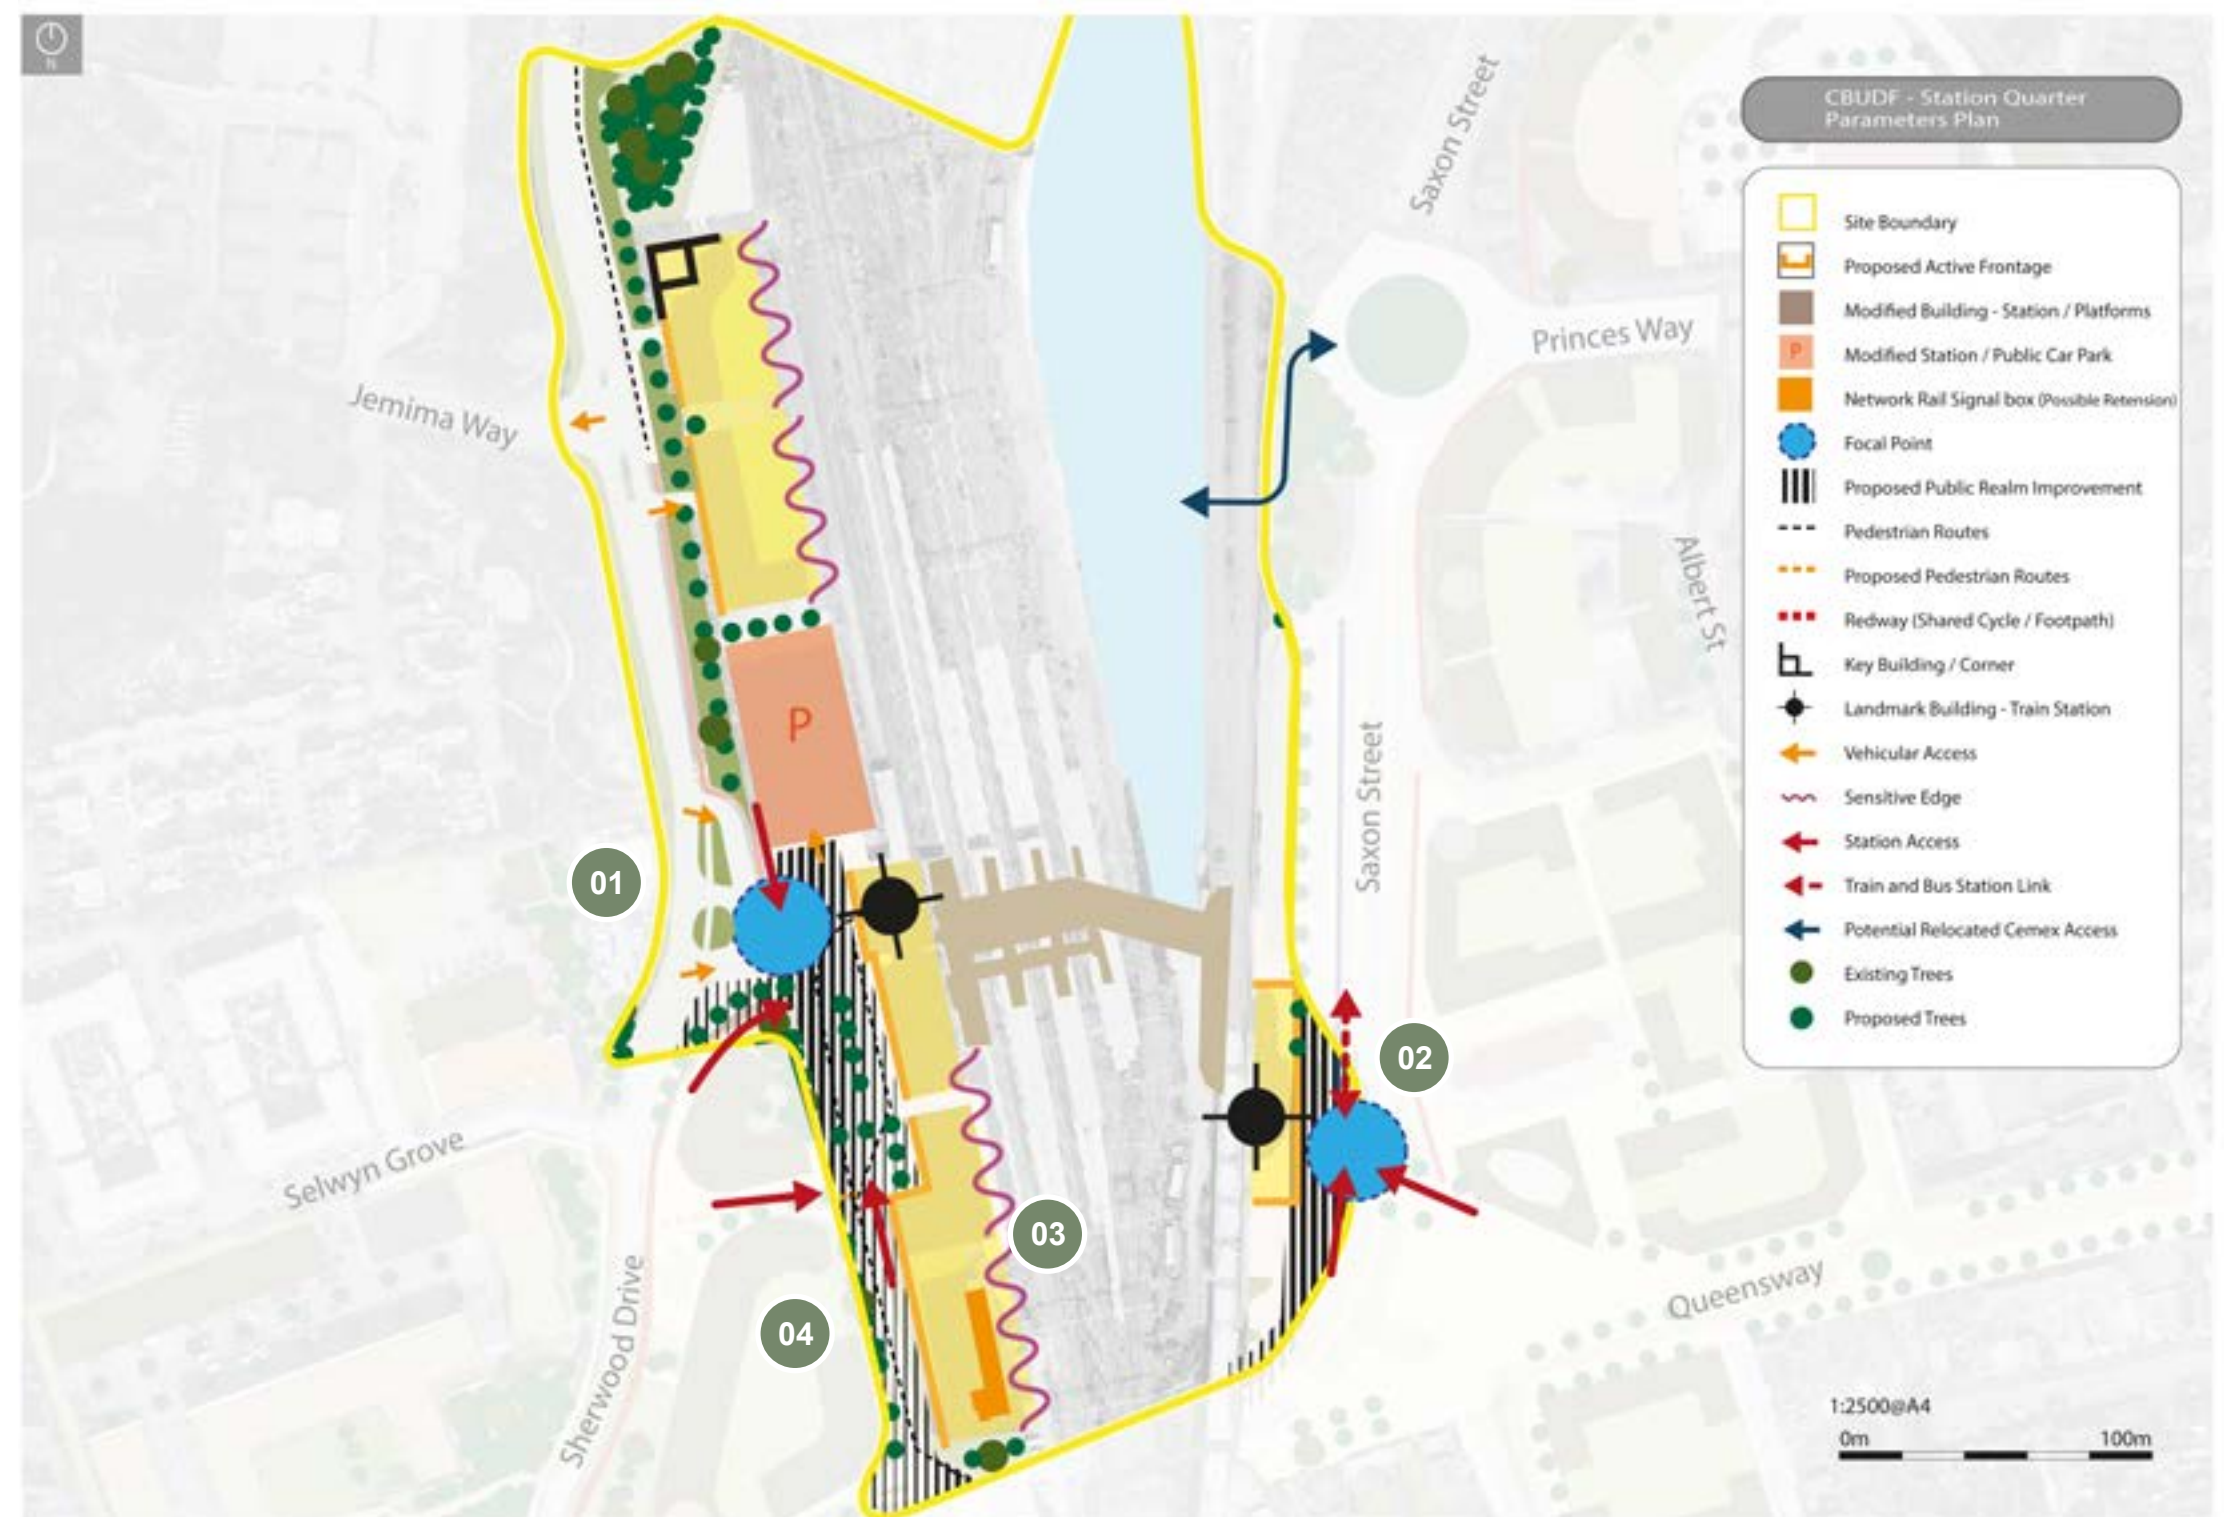 N
CBUDF - Station Quarter
Parameters Plan
Site Boundary
Proposed Active Frontage
Modified Building - Station / Platforms
P
Modified Station / Public Car Park
Network Rail Signal box (Possible Retension)
Focal Point
Proposed Public Realm Improvement
Pedestrian Routes
Proposed Pedestrian Routes
Redway (Shared Cycle / Footpath)
Key Building / Corner
Landmark Building - Train Station
Vehicular Access
Sensitive Edge
Station Access
Train and Bus Station Link
Potential Relocated Cemex Access
Existing Trees
Proposed Trees
Saxon Street
Princes Way
Jemima Way
Albert St
P
Saxon Street
01
02
Selwyn Grove
03
Queensway
04
Sherwood Drive
1:2500@A4
0m 100m